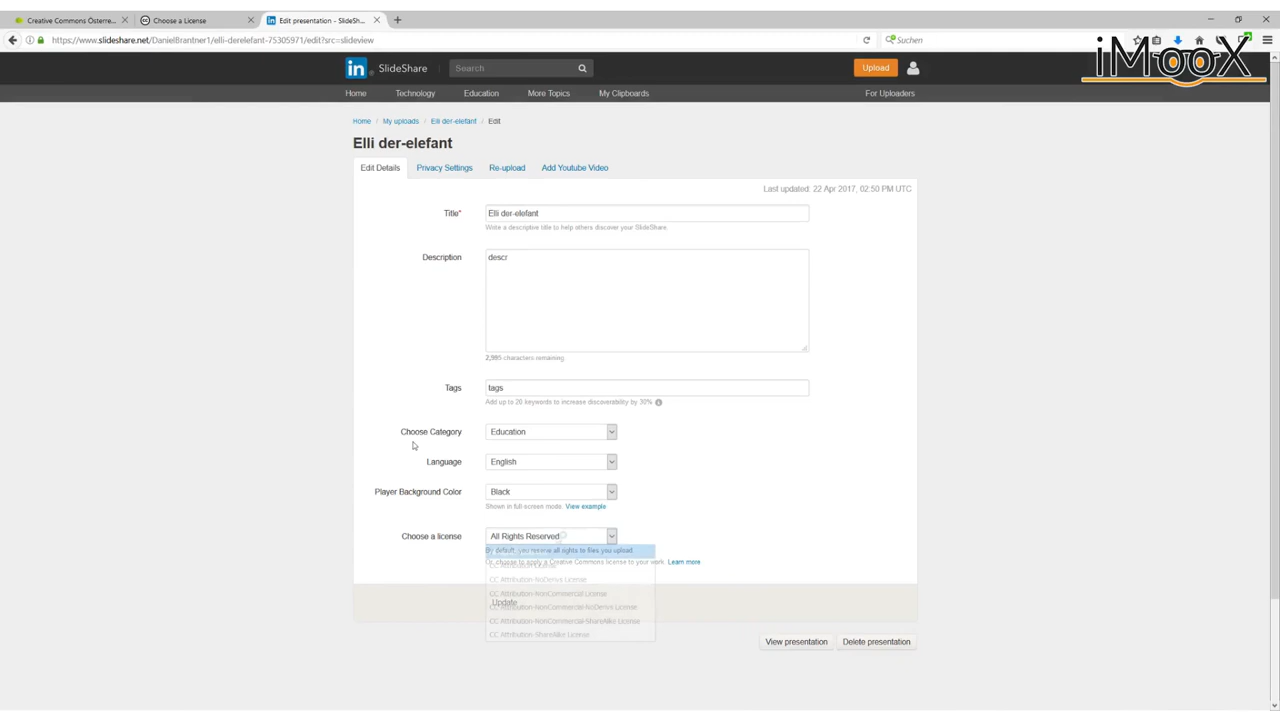 Creative Commons Österre...
Choose a License
Edit presentation - SlideSh...
https://www.slideshare.net/DanielBrantner1/elli-derelefant-75305971/edit?src=slideview
Suchen
iMooX
in SlideShare
Search
Upload
Home Technology Education More Topics My Clipboards For Uploaders
Home / My uploads / Elli der-elefant / Edit
Elli der-elefant
Edit Details Privacy Settings Re-upload Add Youtube Video
Last updated: 22 Apr 2017, 02:50 PM UTC
Title* Elli der-elefant
Write a descriptive title to help others discover your SlideShare.
Description descr
2,995 characters remaining.
Tags tags
Add up to 20 keywords to increase discoverability by 30%
Choose Category Education
Language English
Player Background Color Black
Shown in full-screen mode. View example
Choose a license All Rights Reserved
By default, you reserve all rights to files you upload.
Or, choose to apply a Creative Commons license to your work. Learn more
CC Attribution License
CC Attribution-NoDerivs License
CC Attribution-NonCommercial License
Update
CC Attribution-NonCommercial-NoDerivs License
CC Attribution-NonCommercial-ShareAlike License
CC Attribution-ShareAlike License
View presentation Delete presentation